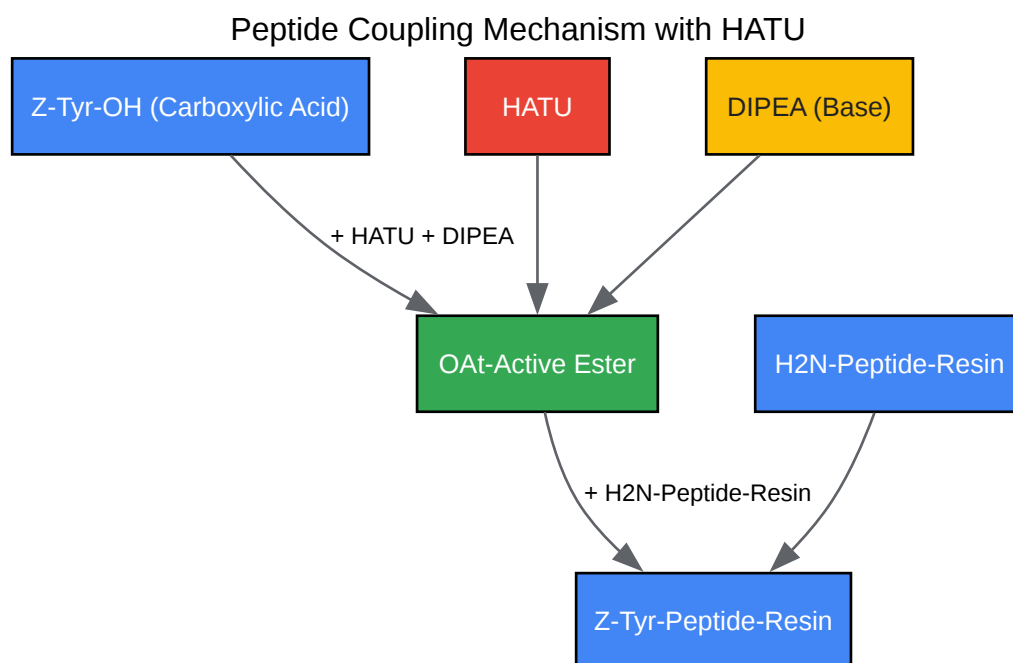 Peptide Coupling Mechanism with HATU
Z-Tyr-OH (Carboxylic Acid)
HATU
DIPEA (Base)
+ HATU + DIPEA
OAt-Active Ester
H2N-Peptide-Resin
+ H2N-Peptide-Resin
Z-Tyr-Peptide-Resin